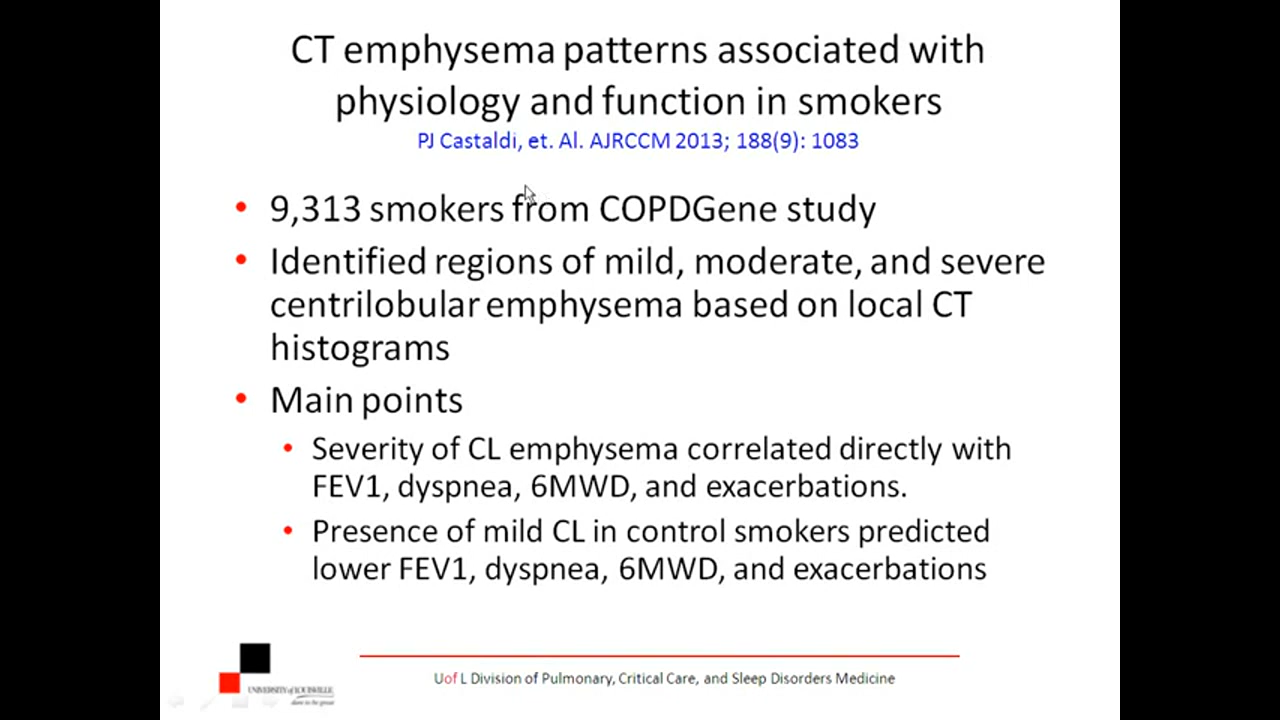 CT emphysema patterns associated with
physiology and function in smokers
PJ Castaldi, et. Al. AJRCCM 2013; 188(9): 1083
• 9,313 smokers from COPDGene study
• Identified regions of mild, moderate, and severe
centrilobular emphysema based on local CT
histograms
• Main points
• Severity of CL emphysema correlated directly with
FEV1, dyspnea, 6MWD, and exacerbations.
• Presence of mild CL in control smokers predicted
lower FEV1, dyspnea, 6MWD, and exacerbations
UNIVERSITY of LOUISVILLE
dare to be great
UofL Division of Pulmonary, Critical Care, and Sleep Disorders Medicine